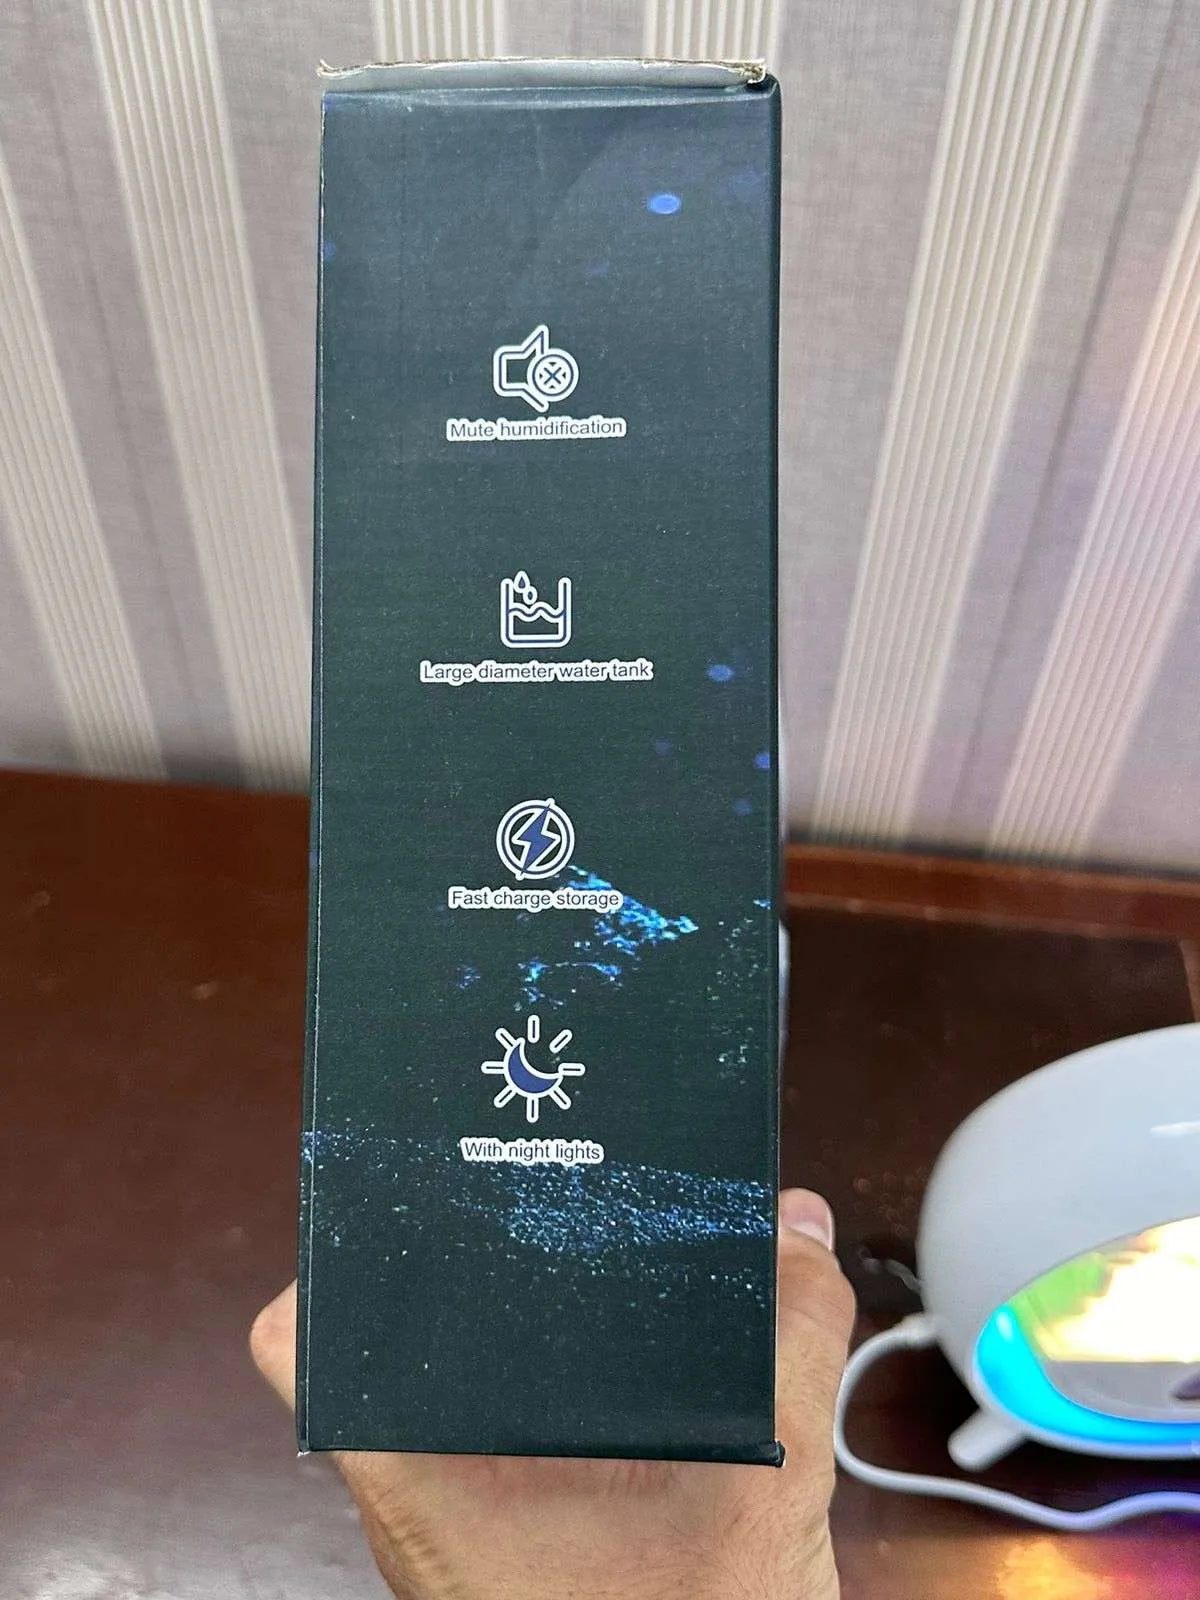 Mute humidification
Large diameter water tank
Fast charge storage
With night lights